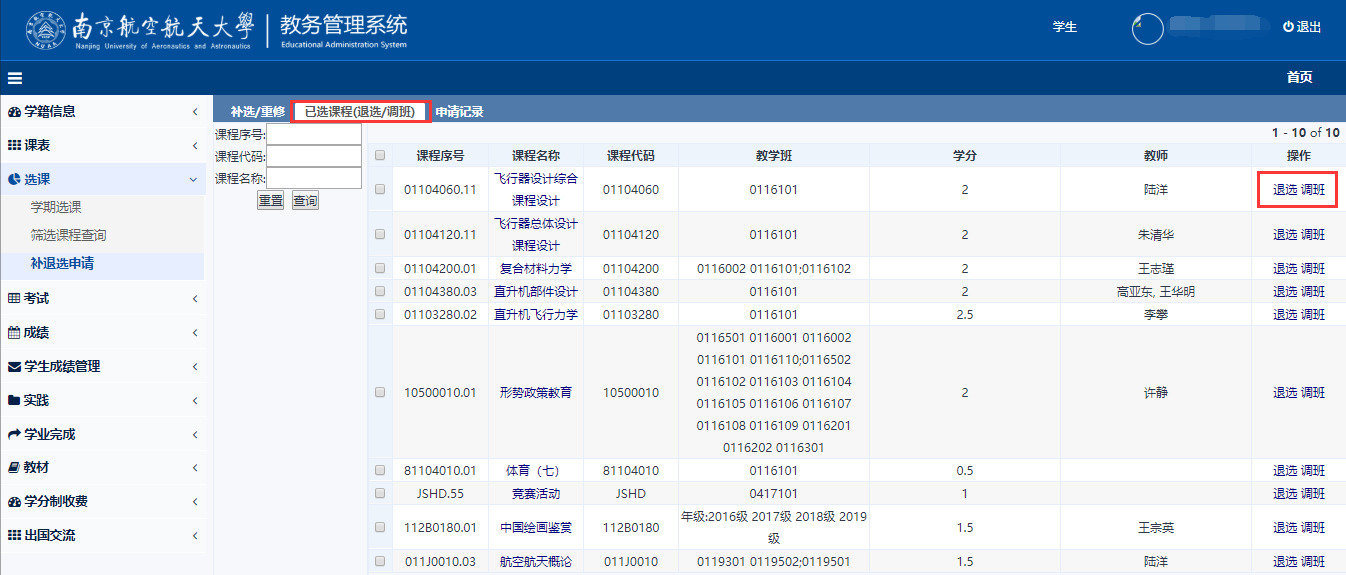 南京航空航天大學
Nanjing University of Aeronautics and Astronautics
教务管理系统
Educational Administration System
学生
退出
首页
学籍信息
课表
选课
学期选课
筛选课程查询
补退选申请
考试
成绩
学生成绩管理
实践
学业完成
教材
学分制收费
出国交流
补选/重修 已选课程(退选/调班) 申请记录
课程序号:
课程代码:
课程名称:
重置 查询
1 - 10 of 10
课程序号 课程名称 课程代码 教学班 学分 教师 操作
01104060.11 飞行器设计综合 01104060 0116101 2 陆洋 退选 调班
课程设计
01104120.11 飞行器总体设计 01104120 0116101 2 朱清华 退选 调班
课程设计
01104200.01 复合材料力学 01104200 0116002 0116101;0116102 2 王志瑾 退选 调班
01104380.03 直升机部件设计 01104380 0116101 2 高亚东, 王华明 退选 调班
01103280.02 直升机飞行力学 01103280 0116101 2.5 李攀 退选 调班
10500010.01 形势政策教育 10500010 0116501 0116001 0116002 2 许静 退选 调班
0116101 0116110;0116502
0116102 0116103 0116104
0116105 0116106 0116107
0116108 0116109 0116201
0116202 0116301
81104010.01 体育（七） 81104010 0116101 0.5 退选 调班
JSHD.55 竞赛活动 JSHD 0417101 1 退选 调班
112B0180.01 中国绘画鉴赏 112B0180 年级:2016级 2017级 2018级 2019 1.5 王宗英 退选 调班
级
011J0010.03 航空航天概论 011J0010 0119301 0119502;0119501 1.5 陆洋 退选 调班